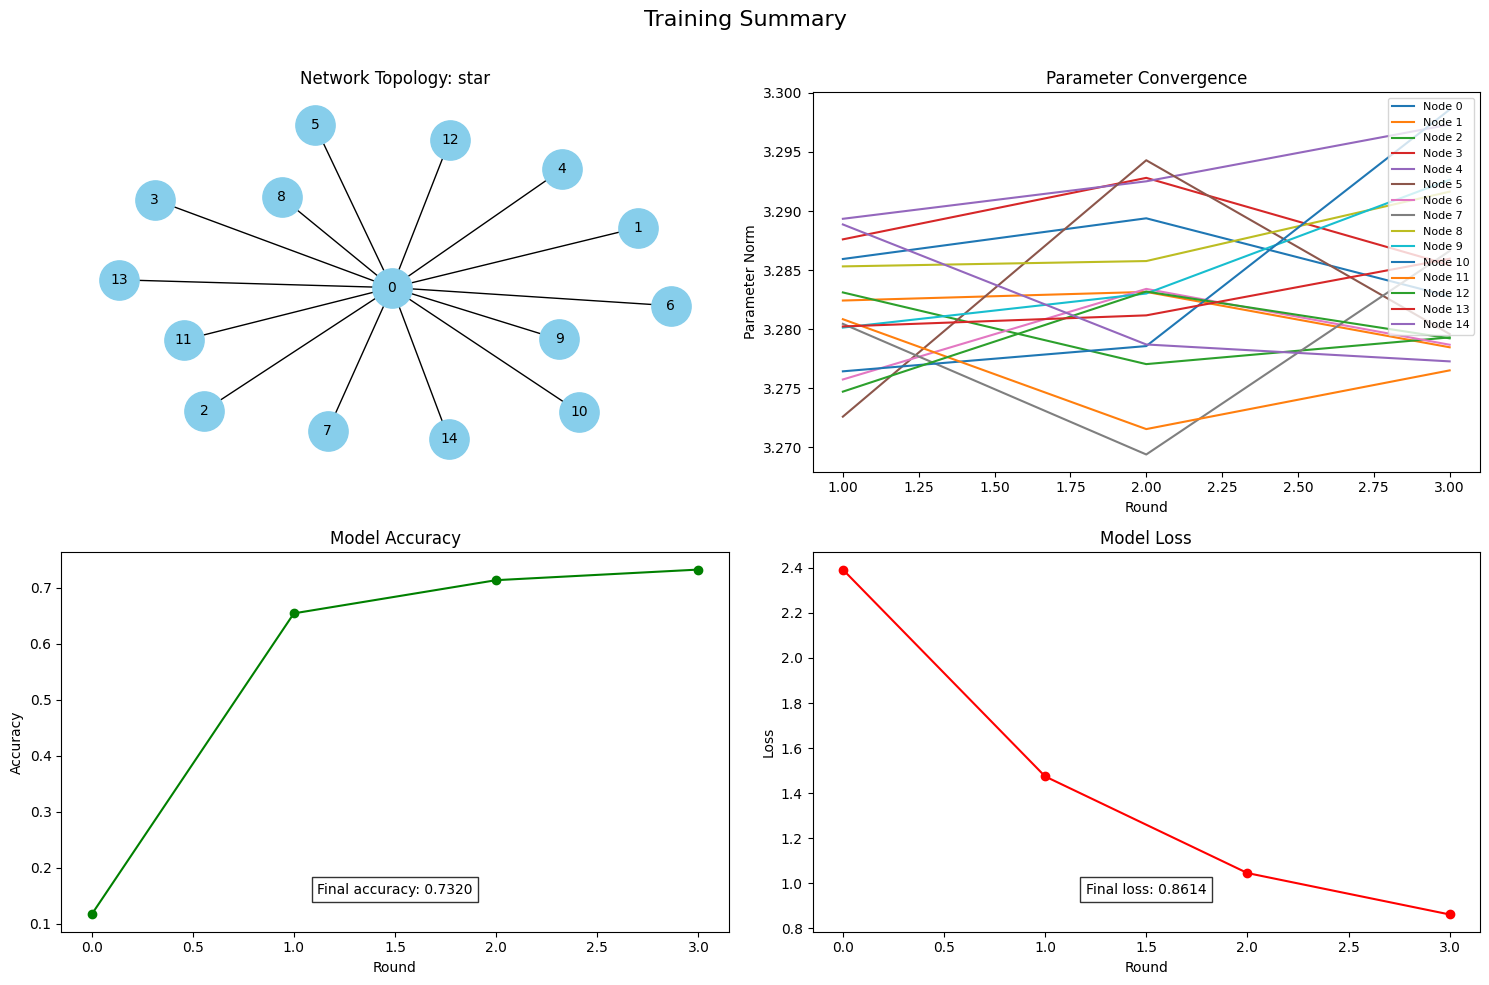 Training Summary
Network Topology: star
5
12
4
3
8
1
13
0
6
11
9
2
10
7
14
Parameter Convergence
Parameter Norm
3.300
3.295
3.290
3.285
3.280
3.275
3.270
Node 0
Node 1
Node 2
Node 3
Node 4
Node 5
Node 6
Node 7
Node 8
Node 9
Node 10
Node 11
Node 12
Node 13
Node 14
1.00 1.25 1.50 1.75 2.00 2.25 2.50 2.75 3.00
Round
Model Accuracy
Accuracy
0.7
0.6
0.5
0.4
0.3
0.2
0.1
Final accuracy: 0.7320
0.0 0.5 1.0 1.5 2.0 2.5 3.0
Round
Model Loss
Loss
2.4
2.2
2.0
1.8
1.6
1.4
1.2
1.0
0.8
Final loss: 0.8614
0.0 0.5 1.0 1.5 2.0 2.5 3.0
Round